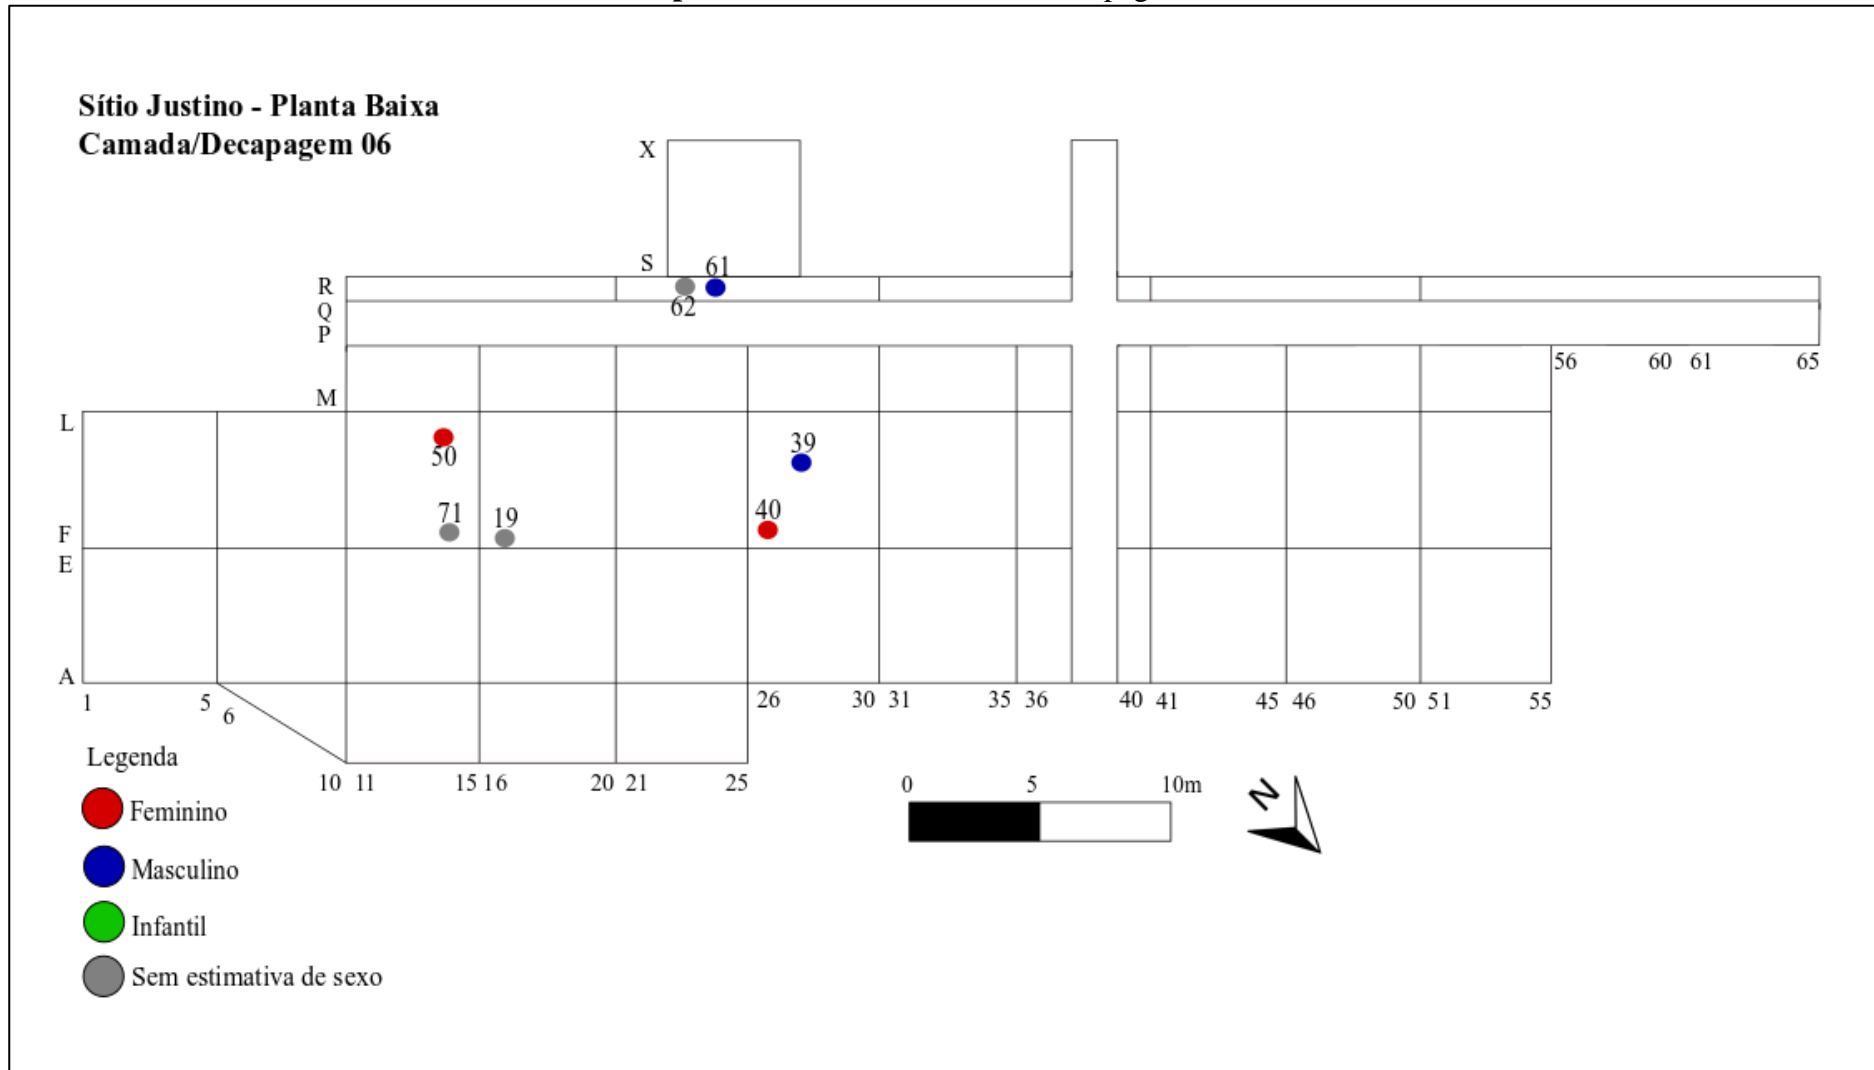 Sítio Justino - Planta Baixa
Camada/Decapagem 06
X
S
61
R
62
Q
P
56 60 61 65
M
L
50
39
71
19
40
F
E
A
1 5 6
26 30 31 35 36 40 41 45 46 50 51 55
10 11 15 16 20 21 25
Legenda
Feminino
Masculino
Infantil
Sem estimativa de sexo
0 5 10m
N